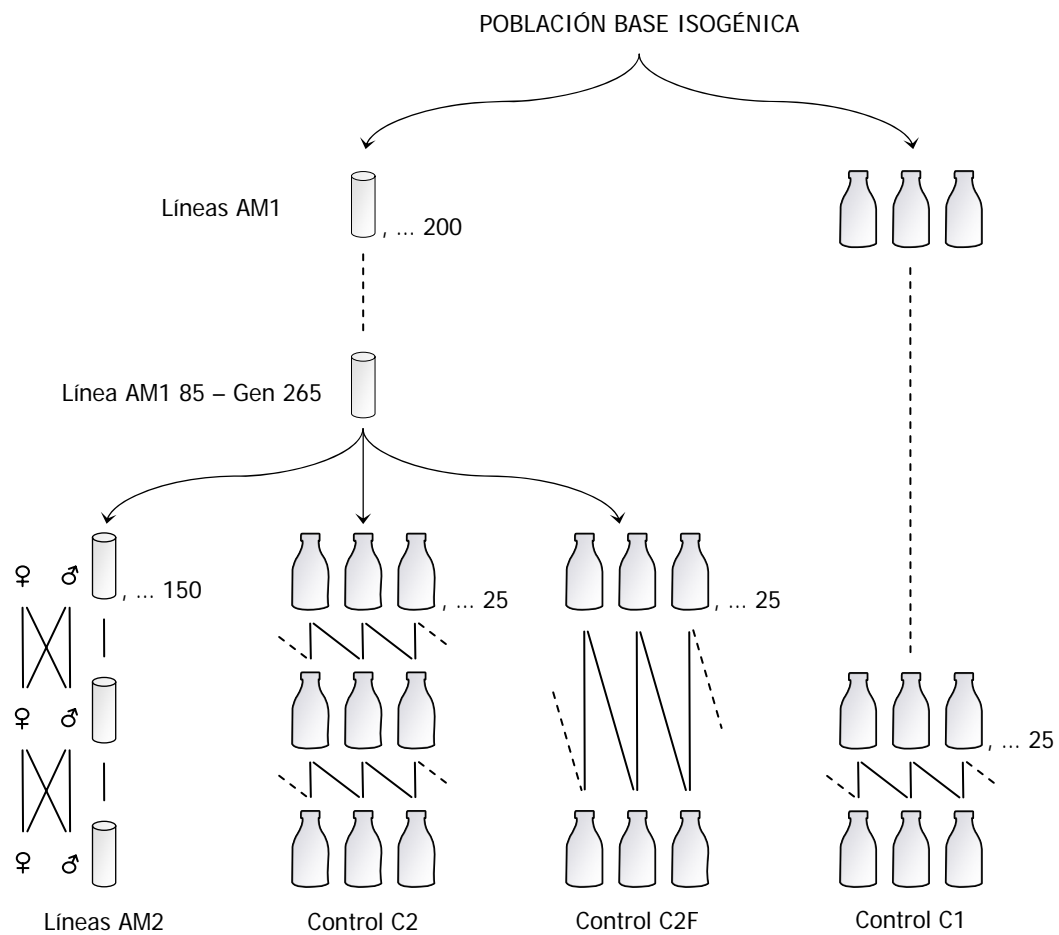 POBLACIÓN BASE ISOGÉNICA
Líneas AM1
, ... 200
Línea AM1 85 – Gen 265
♀ ♂
, ... 150
, ... 25
, ... 25
♀ ♂
, ... 25
♀ ♂
Líneas AM2
Control C2
Control C2F
Control C1